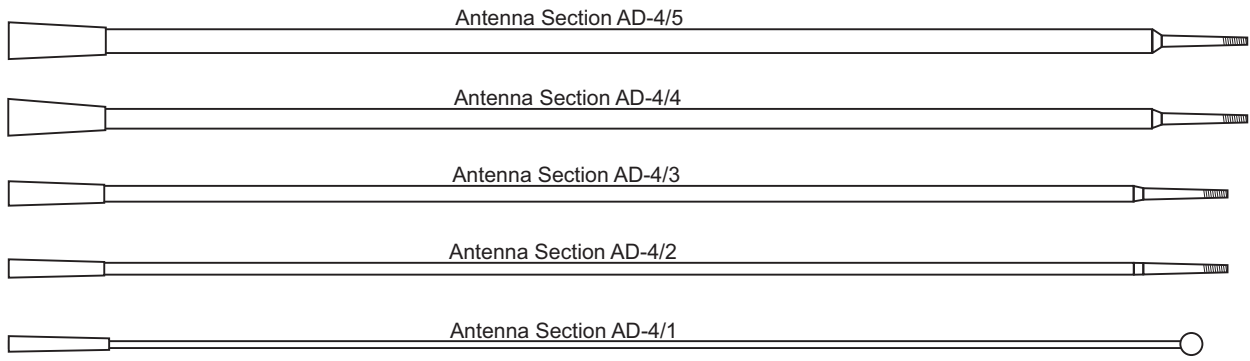 Antenna Section AD-4/5
Antenna Section AD-4/4
Antenna Section AD-4/3
Antenna Section AD-4/2
Antenna Section AD-4/1